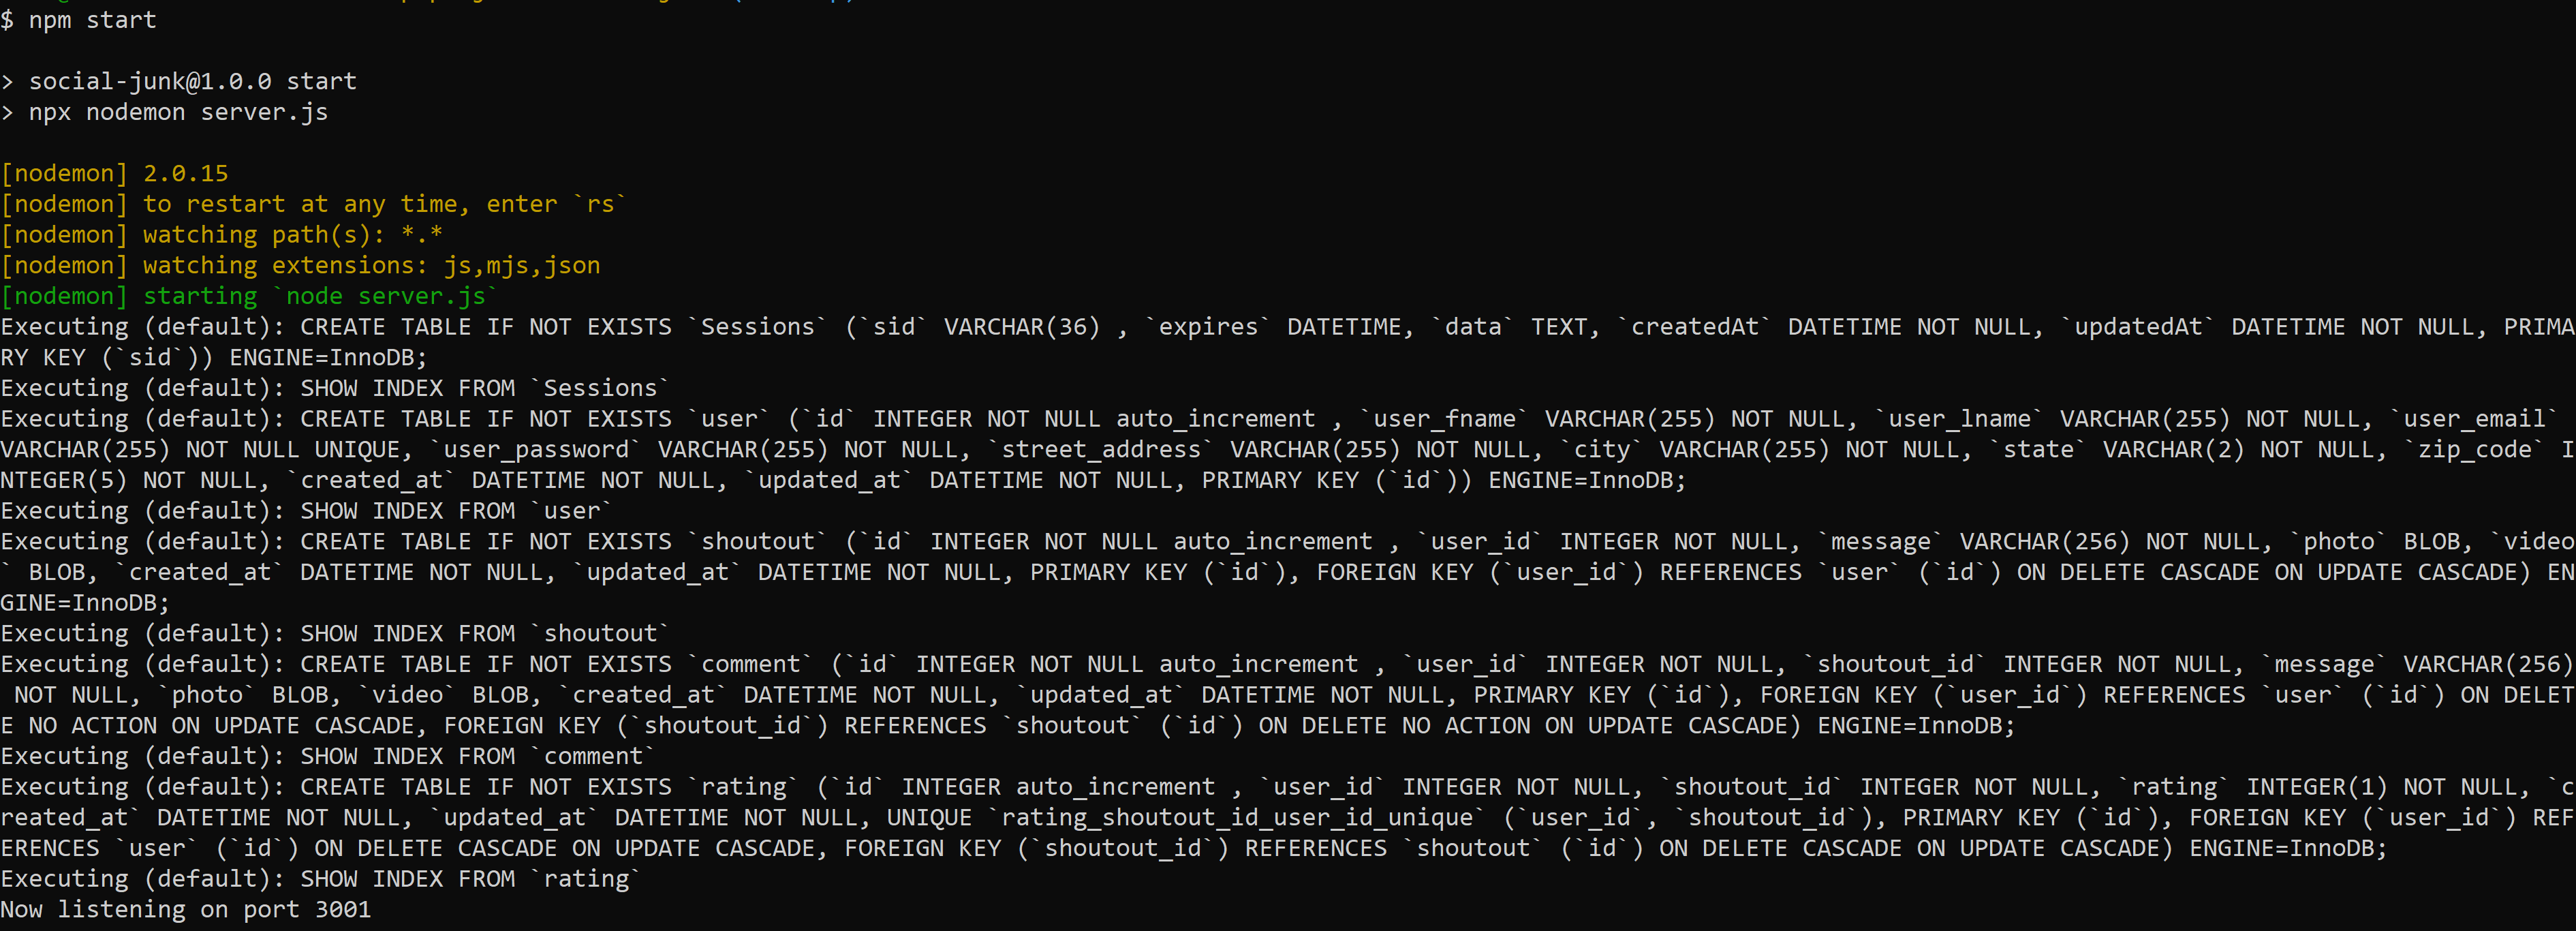 $ npm start
> social-junk@1.0.0 start
> npx nodemon server.js
[nodemon] 2.0.15
[nodemon] to restart at any time, enter `rs`
[nodemon] watching path(s): *.*
[nodemon] watching extensions: js,mjs,json
[nodemon] starting `node server.js`
Executing (default): CREATE TABLE IF NOT EXISTS `Sessions` (`sid` VARCHAR(36) , `expires` DATETIME, `data` TEXT, `createdAt` DATETIME NOT NULL, `updatedAt` DATETIME NOT NULL, PRIMA
RY KEY (`sid`)) ENGINE=InnoDB;
Executing (default): SHOW INDEX FROM `Sessions`
Executing (default): CREATE TABLE IF NOT EXISTS `user` (`id` INTEGER NOT NULL auto_increment , `user_fname` VARCHAR(255) NOT NULL, `user_lname` VARCHAR(255) NOT NULL, `user_email`
VARCHAR(255) NOT NULL UNIQUE, `user_password` VARCHAR(255) NOT NULL, `street_address` VARCHAR(255) NOT NULL, `city` VARCHAR(255) NOT NULL, `state` VARCHAR(2) NOT NULL, `zip_code` I
NTEGER(5) NOT NULL, `created_at` DATETIME NOT NULL, `updated_at` DATETIME NOT NULL, PRIMARY KEY (`id`)) ENGINE=InnoDB;
Executing (default): SHOW INDEX FROM `user`
Executing (default): CREATE TABLE IF NOT EXISTS `shoutout` (`id` INTEGER NOT NULL auto_increment , `user_id` INTEGER NOT NULL, `message` VARCHAR(256) NOT NULL, `photo` BLOB, `video
` BLOB, `created_at` DATETIME NOT NULL, `updated_at` DATETIME NOT NULL, PRIMARY KEY (`id`), FOREIGN KEY (`user_id`) REFERENCES `user` (`id`) ON DELETE CASCADE ON UPDATE CASCADE) EN
GINE=InnoDB;
Executing (default): SHOW INDEX FROM `shoutout`
Executing (default): CREATE TABLE IF NOT EXISTS `comment` (`id` INTEGER NOT NULL auto_increment , `user_id` INTEGER NOT NULL, `shoutout_id` INTEGER NOT NULL, `message` VARCHAR(256)
 NOT NULL, `photo` BLOB, `video` BLOB, `created_at` DATETIME NOT NULL, `updated_at` DATETIME NOT NULL, PRIMARY KEY (`id`), FOREIGN KEY (`user_id`) REFERENCES `user` (`id`) ON DELET
E NO ACTION ON UPDATE CASCADE, FOREIGN KEY (`shoutout_id`) REFERENCES `shoutout` (`id`) ON DELETE NO ACTION ON UPDATE CASCADE) ENGINE=InnoDB;
Executing (default): SHOW INDEX FROM `comment`
Executing (default): CREATE TABLE IF NOT EXISTS `rating` (`id` INTEGER auto_increment , `user_id` INTEGER NOT NULL, `shoutout_id` INTEGER NOT NULL, `rating` INTEGER(1) NOT NULL, `c
reated_at` DATETIME NOT NULL, `updated_at` DATETIME NOT NULL, UNIQUE `rating_shoutout_id_user_id_unique` (`user_id`, `shoutout_id`), PRIMARY KEY (`id`), FOREIGN KEY (`user_id`) REF
ERENCES `user` (`id`) ON DELETE CASCADE ON UPDATE CASCADE, FOREIGN KEY (`shoutout_id`) REFERENCES `shoutout` (`id`) ON DELETE CASCADE ON UPDATE CASCADE) ENGINE=InnoDB;
Executing (default): SHOW INDEX FROM `rating`
Now listening on port 3001